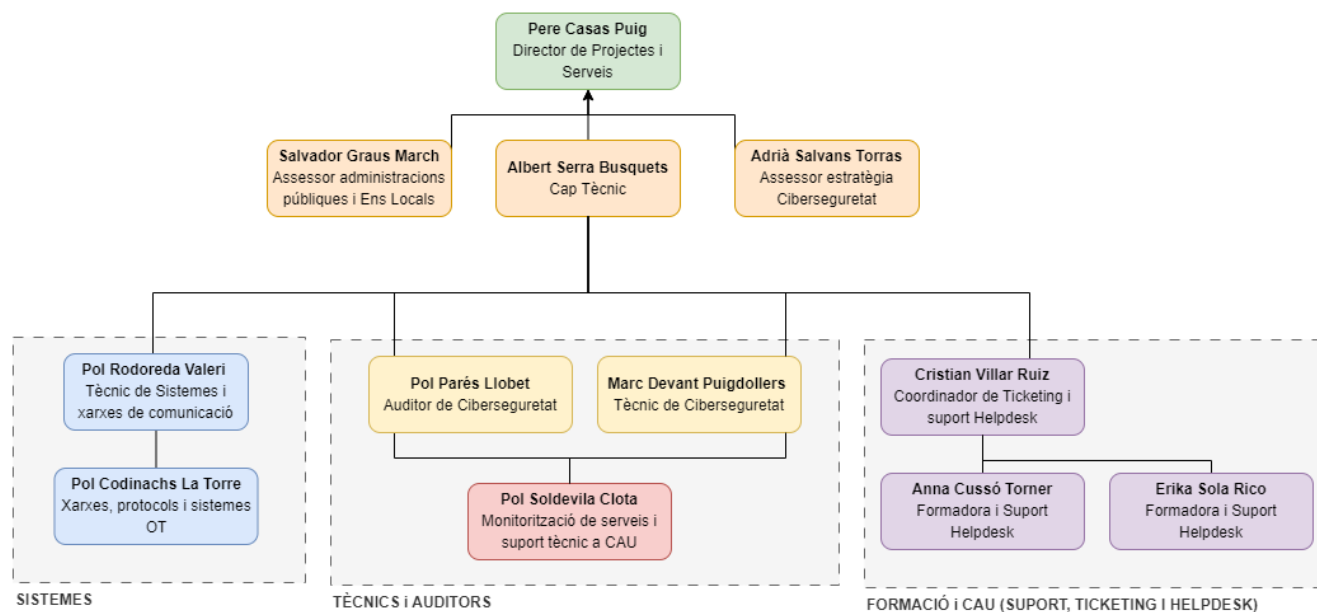 Pere Casas Puig
Director de Projectes i
Serveis
Salvador Graus March
Assessor administracions
públiques i Ens Locals
Albert Serra Busquets
Cap Tècnic
Adrià Salvans Torras
Assessor estratègia
Ciberseguretat
Pol Rodoreda Valeri
Tècnic de Sistemes i
xarxes de comunicació
Pol Codinachs La Torre
Xarxes, protocols i sistemes
OT
SISTEMES
Pol Parés Llobet
Auditor de Ciberseguretat
Marc Devant Puigdollers
Tècnic de Ciberseguretat
Pol Soldevila Clota
Monitorització de serveis i
suport tècnic a CAU
TÈCNICS i AUDITORS
Cristian Villar Ruiz
Coordinador de Ticketing i
suport Helpdesk
Anna Cussó Torner
Formadora i Suport
Helpdesk
Erika Sola Rico
Formadora i Suport
Helpdesk
FORMACIÓ i CAU (SUPORT, TICKETING I HELPDESK)